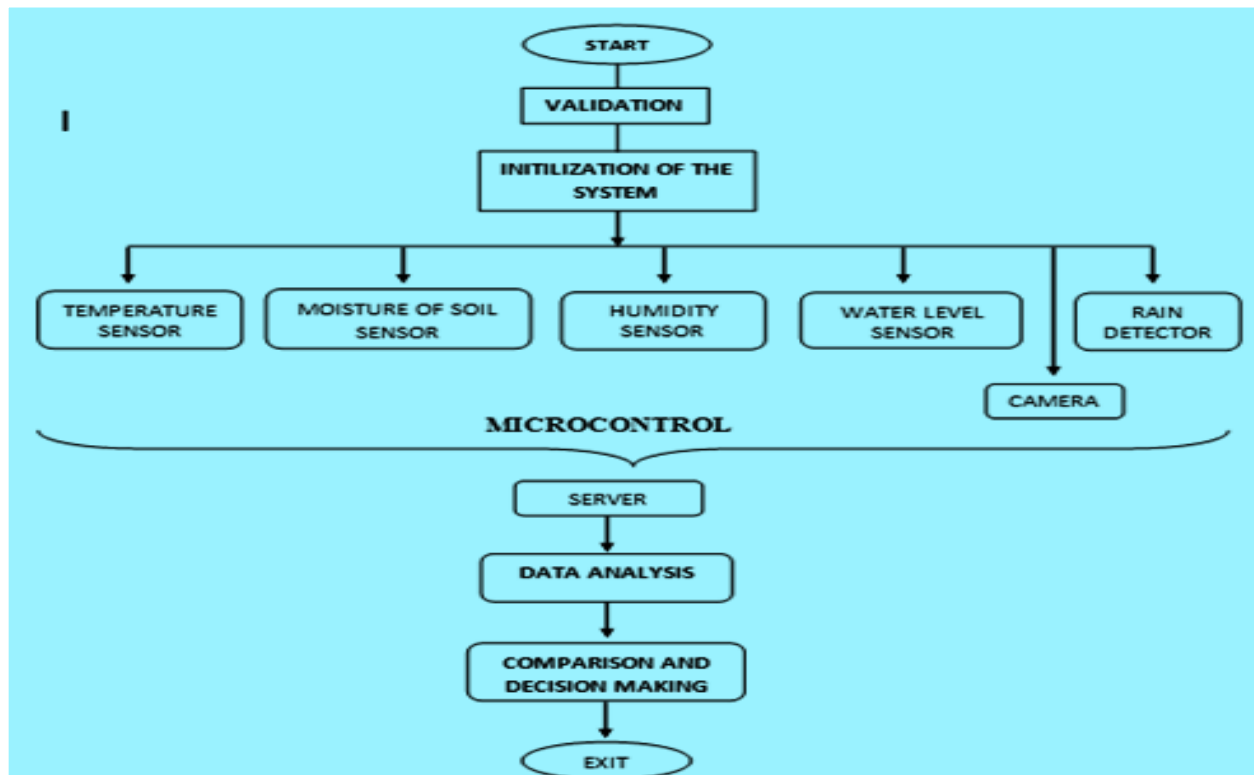 START
I
VALIDATION
INITILIZATION OF THE
SYSTEM
TEMPERATURE
SENSOR
MOISTURE OF SOIL
SENSOR
HUMIDITY
SENSOR
WATER LEVEL
SENSOR
RAIN
DETECTOR
CAMERA
MICROCONTROL
SERVER
DATA ANALYSIS
COMPARISON AND
DECISION MAKING
EXIT